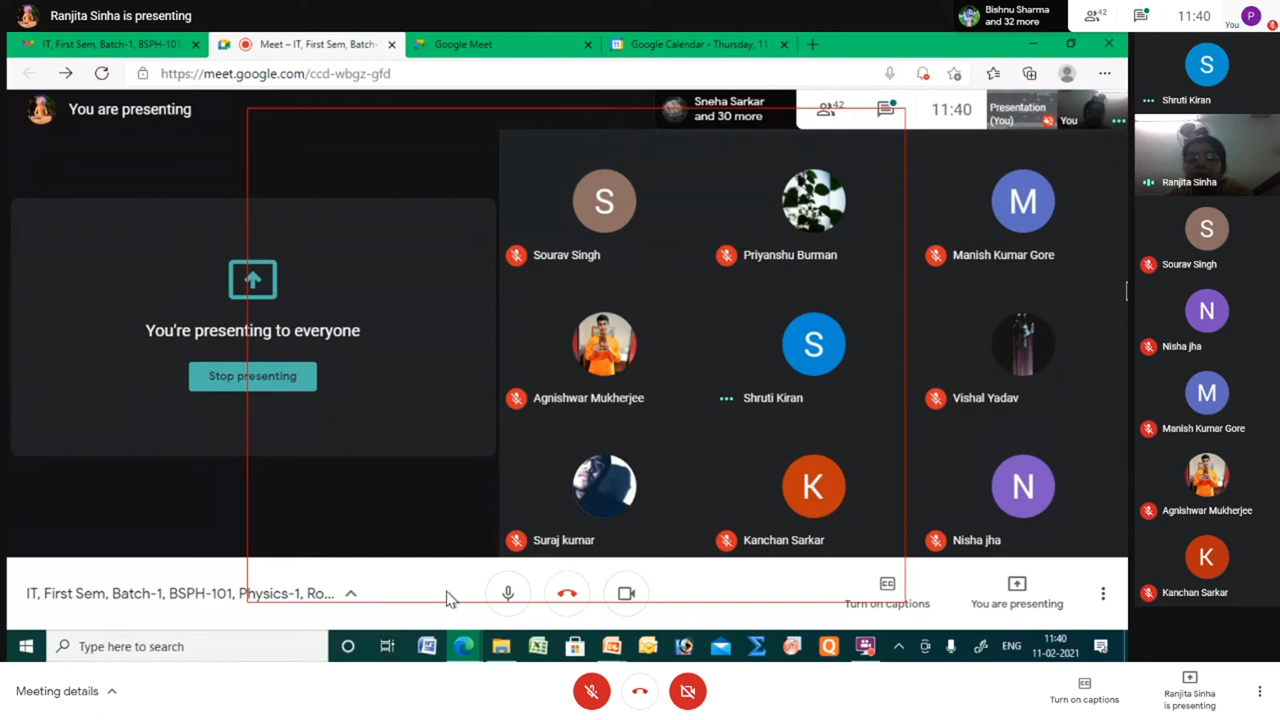 Ranjita Sinha is presenting
Bishnu Sharma
and 32 more
42
11:40
You
P
IT, First Sem, Batch-1, BSPH-101
Meet – IT, First Sem, Batch-
Google Meet
Google Calendar - Thursday, 11
https://meet.google.com/ccd-wbgz-gfd
You are presenting
Sneha Sarkar
and 30 more
42
11:40
Presentation
(You)
You
You're presenting to everyone
Stop presenting
S
Sourav Singh
Priyanshu Burman
M
Manish Kumar Gore
Agnishwar Mukherjee
S
Shruti Kiran
Vishal Yadav
Suraj kumar
K
Kanchan Sarkar
N
Nisha jha
IT, First Sem, Batch-1, BSPH-101, Physics-1, Ro...
CC
Turn on captions
You are presenting
Type here to search
ENG
11:40
11-02-2021
S
Shruti Kiran
Ranjita Sinha
S
Sourav Singh
N
Nisha jha
M
Manish Kumar Gore
Agnishwar Mukherjee
K
Kanchan Sarkar
Meeting details
CC
Turn on captions
Ranjita Sinha
is presenting